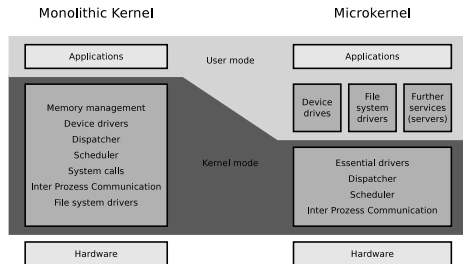 Monolithic Kernel
Microkernel
Applications
User mode
Applications
Memory management
Device drivers
Dispatcher
Scheduler
System calls
Inter Prozess Communication
File system drivers
Kernel mode
Device
drives
File
system
drivers
Further
services
(servers)
Essential drivers
Dispatcher
Scheduler
Inter Prozess Communication
Hardware
Hardware